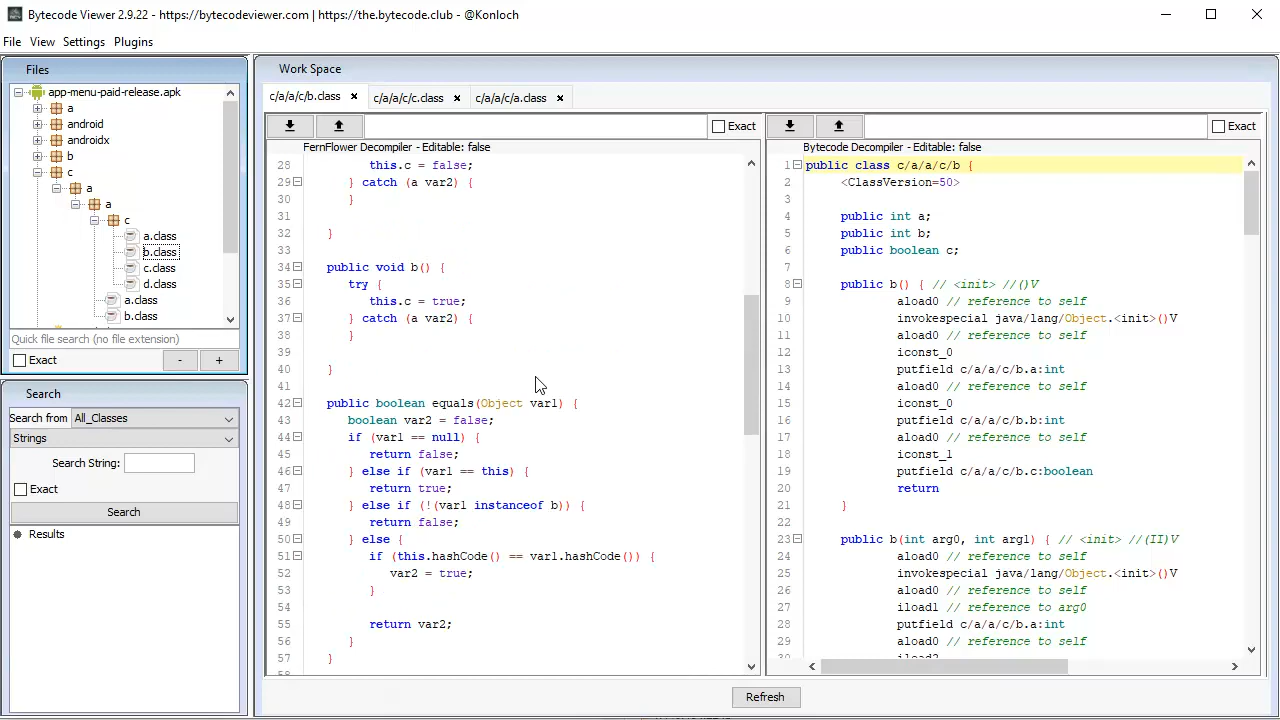 Bytecode Viewer 2.9.22 - https://bytecodeviewer.com | https://the.bytecode.club - @Konloch
File View Settings Plugins
Files
app-menu-paid-release.apk
a
android
androidx
b
c
a
a
c
a.class
b.class
c.class
d.class
a.class
b.class
Quick file search (no file extension)
Exact
-
+
Search
Search from All_Classes
Strings
Search String:
Exact
Search
Results
Work Space
c/a/a/c/b.class × c/a/a/c/c.class × c/a/a/c/a.class ×
Exact
FernFlower Decompiler - Editable: false
28 this.c = false;
29 } catch (a var2) {
30 }
31
32 }
33
34 public void b() {
35 try {
36 this.c = true;
37 } catch (a var2) {
38 }
39
40 }
41
42 public boolean equals(Object var1) {
43 boolean var2 = false;
44 if (var1 == null) {
45 return false;
46 } else if (var1 == this) {
47 return true;
48 } else if (!(var1 instanceof b)) {
49 return false;
50 } else {
51 if (this.hashCode() == var1.hashCode()) {
52 var2 = true;
53 }
54
55 return var2;
56 }
57 }
58
Exact
Bytecode Decompiler - Editable: false
1 public class c/a/a/c/b {
2 <ClassVersion=50>
3
4 public int a;
5 public int b;
6 public boolean c;
7
8 public b() { // <init> //()V
9 aload0 // reference to self
10 invokespecial java/lang/Object.<init>()V
11 aload0 // reference to self
12 iconst_0
13 putfield c/a/a/c/b.a:int
14 aload0 // reference to self
15 iconst_0
16 putfield c/a/a/c/b.b:int
17 aload0 // reference to self
18 iconst_1
19 putfield c/a/a/c/b.c:boolean
20 return
21 }
22
23 public b(int arg0, int arg1) { // <init> //(II)V
24 aload0 // reference to self
25 invokespecial java/lang/Object.<init>()V
26 aload0 // reference to self
27 iload1 // reference to arg0
28 putfield c/a/a/c/b.a:int
29 aload0 // reference to self
30 iload2
Refresh